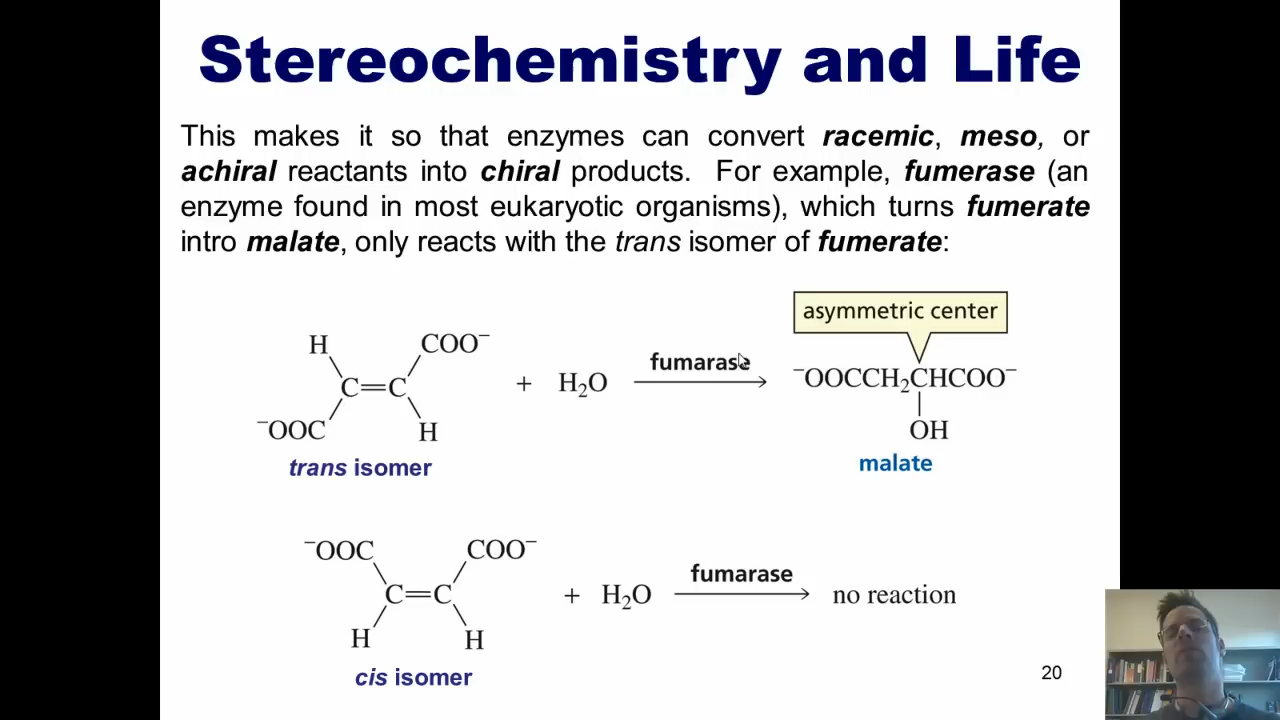 Stereochemistry and Life
This makes it so that enzymes can convert racemic, meso, or
achiral reactants into chiral products. For example, fumerase (an
enzyme found in most eukaryotic organisms), which turns fumerate
intro malate, only reacts with the trans isomer of fumerate:
asymmetric center
H COO⁻
C=C
⁻OOC H
+ H₂O
fumarase
⁻OOCCH₂CHCOO⁻
OH
trans isomer
malate
⁻OOC COO⁻
C=C
H H
+ H₂O
fumarase
no reaction
cis isomer
20